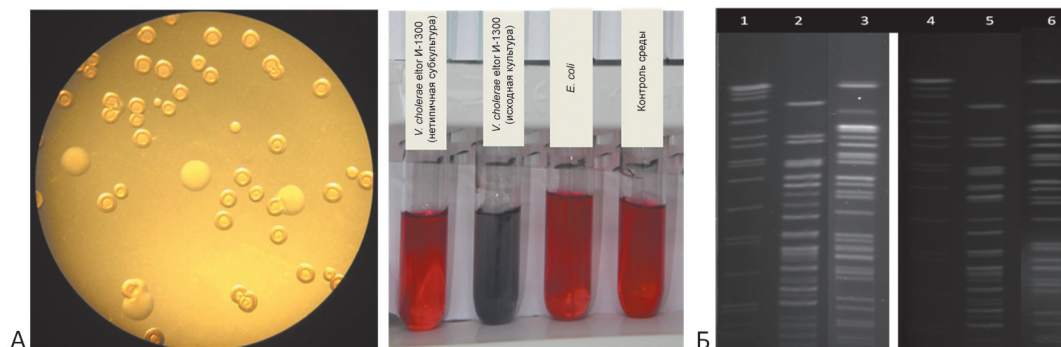 V. cholerae eltor И-1300
(нетипичная субкультура)
V. cholerae eltor И-1300
(исходная культура)
E. coli
Контроль среды
1 2 3 4 5 6
А
Б